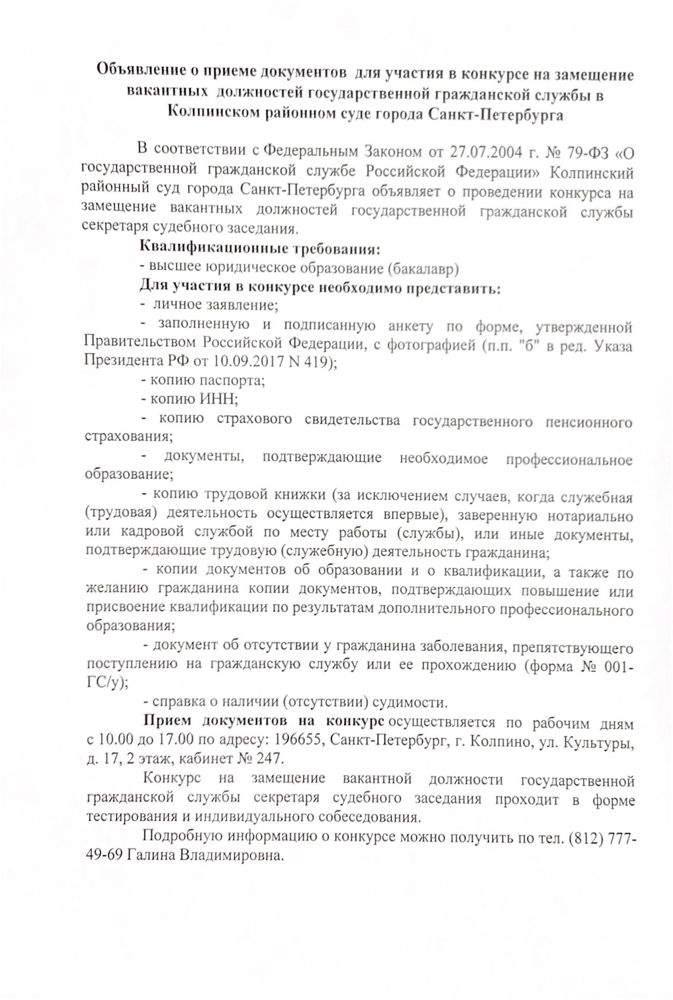 Объявление о приеме документов для участия в конкурсе на замещение
вакантных должностей государственной гражданской службы в
Колпинском районном суде города Санкт-Петербурга
В соответствии с Федеральным Законом от 27.07.2004 г. № 79-ФЗ «О
государственной гражданской службе Российской Федерации» Колпинский
районный суд города Санкт-Петербурга объявляет о проведении конкурса на
замещение вакантных должностей государственной гражданской службы
секретаря судебного заседания.
Квалификационные требования:
- высшее юридическое образование (бакалавр)
Для участия в конкурсе необходимо представить:
- личное заявление;
- заполненную и подписанную анкету по форме, утвержденной
Правительством Российской Федерации, с фотографией (п.п. "б" в ред. Указа
Президента РФ от 10.09.2017 N 419);
- копию паспорта;
- копию ИНН;
- копию страхового свидетельства государственного пенсионного
страхования;
- документы, подтверждающие необходимое профессиональное
образование;
- копию трудовой книжки (за исключением случаев, когда служебная
(трудовая) деятельность осуществляется впервые), заверенную нотариально
или кадровой службой по месту работы (службы), или иные документы,
подтверждающие трудовую (служебную) деятельность гражданина;
- копии документов об образовании и о квалификации, а также по
желанию гражданина копии документов, подтверждающих повышение или
присвоение квалификации по результатам дополнительного профессионального
образования;
- документ об отсутствии у гражданина заболевания, препятствующего
поступлению на гражданскую службу или ее прохождению (форма № 001-
ГС/у);
- справка о наличии (отсутствии) судимости.
Прием документов на конкурс осуществляется по рабочим дням
с 10.00 до 17.00 по адресу: 196655, Санкт-Петербург, г. Колпино, ул. Культуры,
д. 17, 2 этаж, кабинет № 247.
Конкурс на замещение вакантной должности государственной
гражданской службы секретаря судебного заседания проходит в форме
тестирования и индивидуального собеседования.
Подробную информацию о конкурсе можно получить по тел. (812) 777-
49-69 Галина Владимировна.